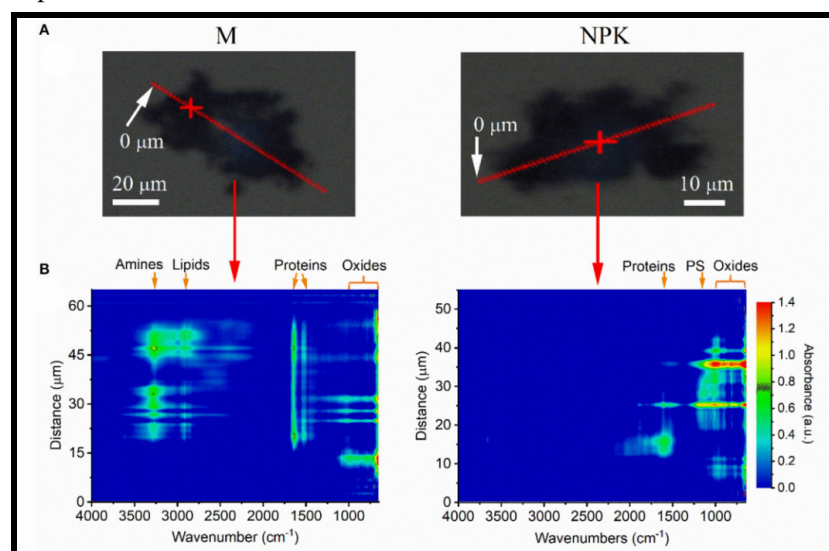 A
M
NPK
0 μm
20 μm
0 μm
10 μm
B
Amines Lipids Proteins Oxides
Proteins PS Oxides
60
45
30
15
0
Distance (μm)
4000 3500 3000 2500 2000 1500 1000
Wavenumber (cm-1)
50
40
30
20
10
0
Distance (μm)
4000 3500 3000 2500 2000 1500 1000
Wavenumbers (cm-1)
1.4
1.2
1.0
0.8
0.6
0.4
0.2
0.0
Absorbance (a.u.)